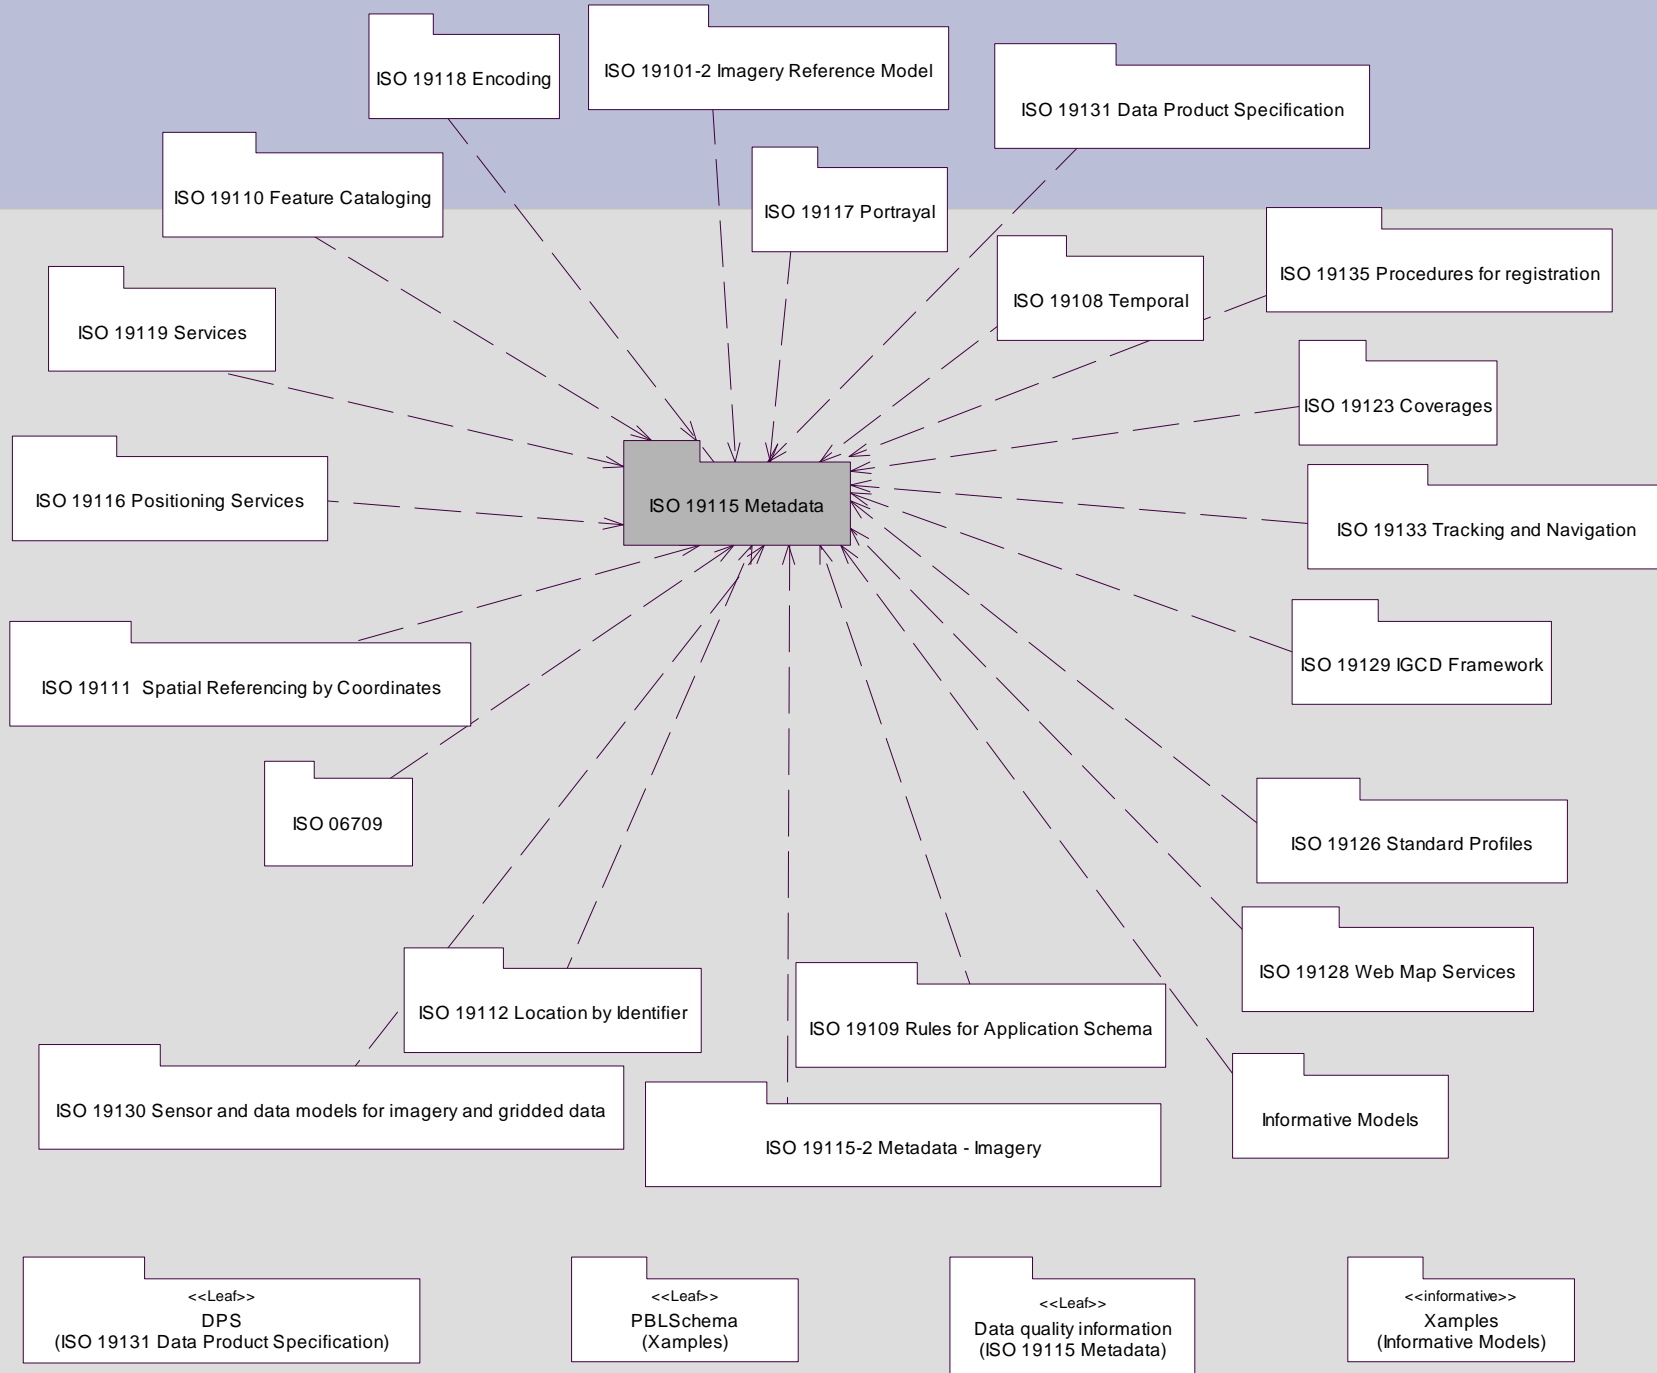 ISO 19118 Encoding
ISO 19101-2 Imagery Reference Model
ISO 19131 Data Product Specification
ISO 19110 Feature Cataloging
ISO 19117 Portrayal
ISO 19135 Procedures for registration
ISO 19108 Temporal
ISO 19119 Services
ISO 19123 Coverages
ISO 19116 Positioning Services
ISO 19115 Metadata
ISO 19133 Tracking and Navigation
ISO 19129 IGCD Framework
ISO 19111  Spatial Referencing by Coordinates
ISO 06709
ISO 19126 Standard Profiles
ISO 19128 Web Map Services
ISO 19112 Location by Identifier
ISO 19109 Rules for Application Schema
ISO 19130 Sensor and data models for imagery and gridded data
Informative Models
ISO 19115-2 Metadata - Imagery
<<Leaf>>
DPS
(ISO 19131 Data Product Specification)
<<Leaf>>
PBLSchema
(Xamples)
<<Leaf>>
Data quality information
(ISO 19115 Metadata)
<<informative>>
Xamples
(Informative Models)